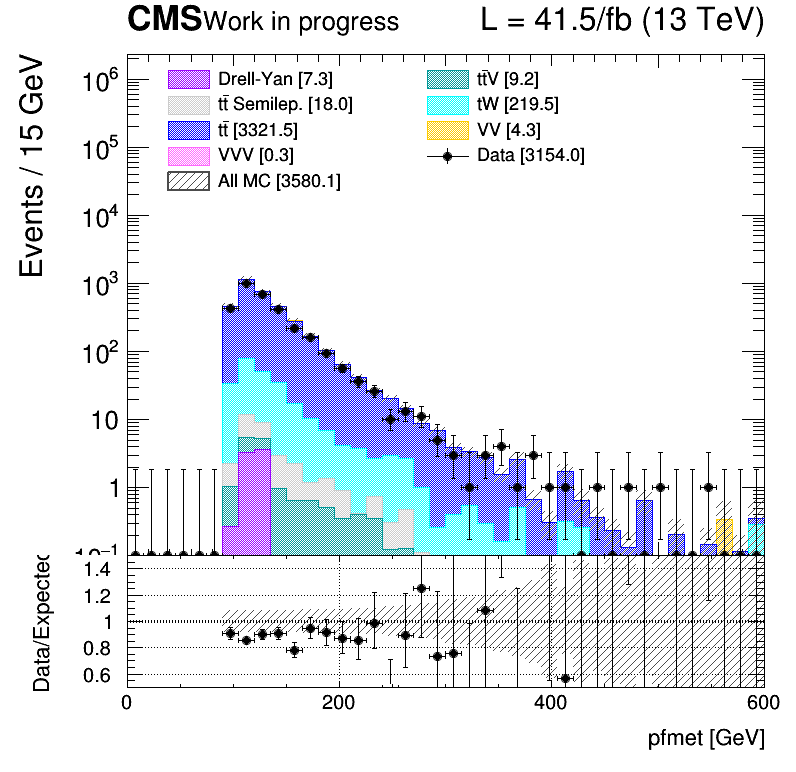 CMS Work in progress L = 41.5/fb (13 TeV)
Events / 15 GeV
Drell-Yan [7.3]
tt̄ Semilep. [18.0]
tt̄ [3321.5]
VVV [0.3]
All MC [3580.1]
tt̄V [9.2]
tW [219.5]
VV [4.3]
Data [3154.0]
10⁶
10⁵
10⁴
10³
10²
10
1
10⁻¹
Data/Expected
1.4
1.2
1
0.8
0.6
0 200 400 600
pfmet [GeV]